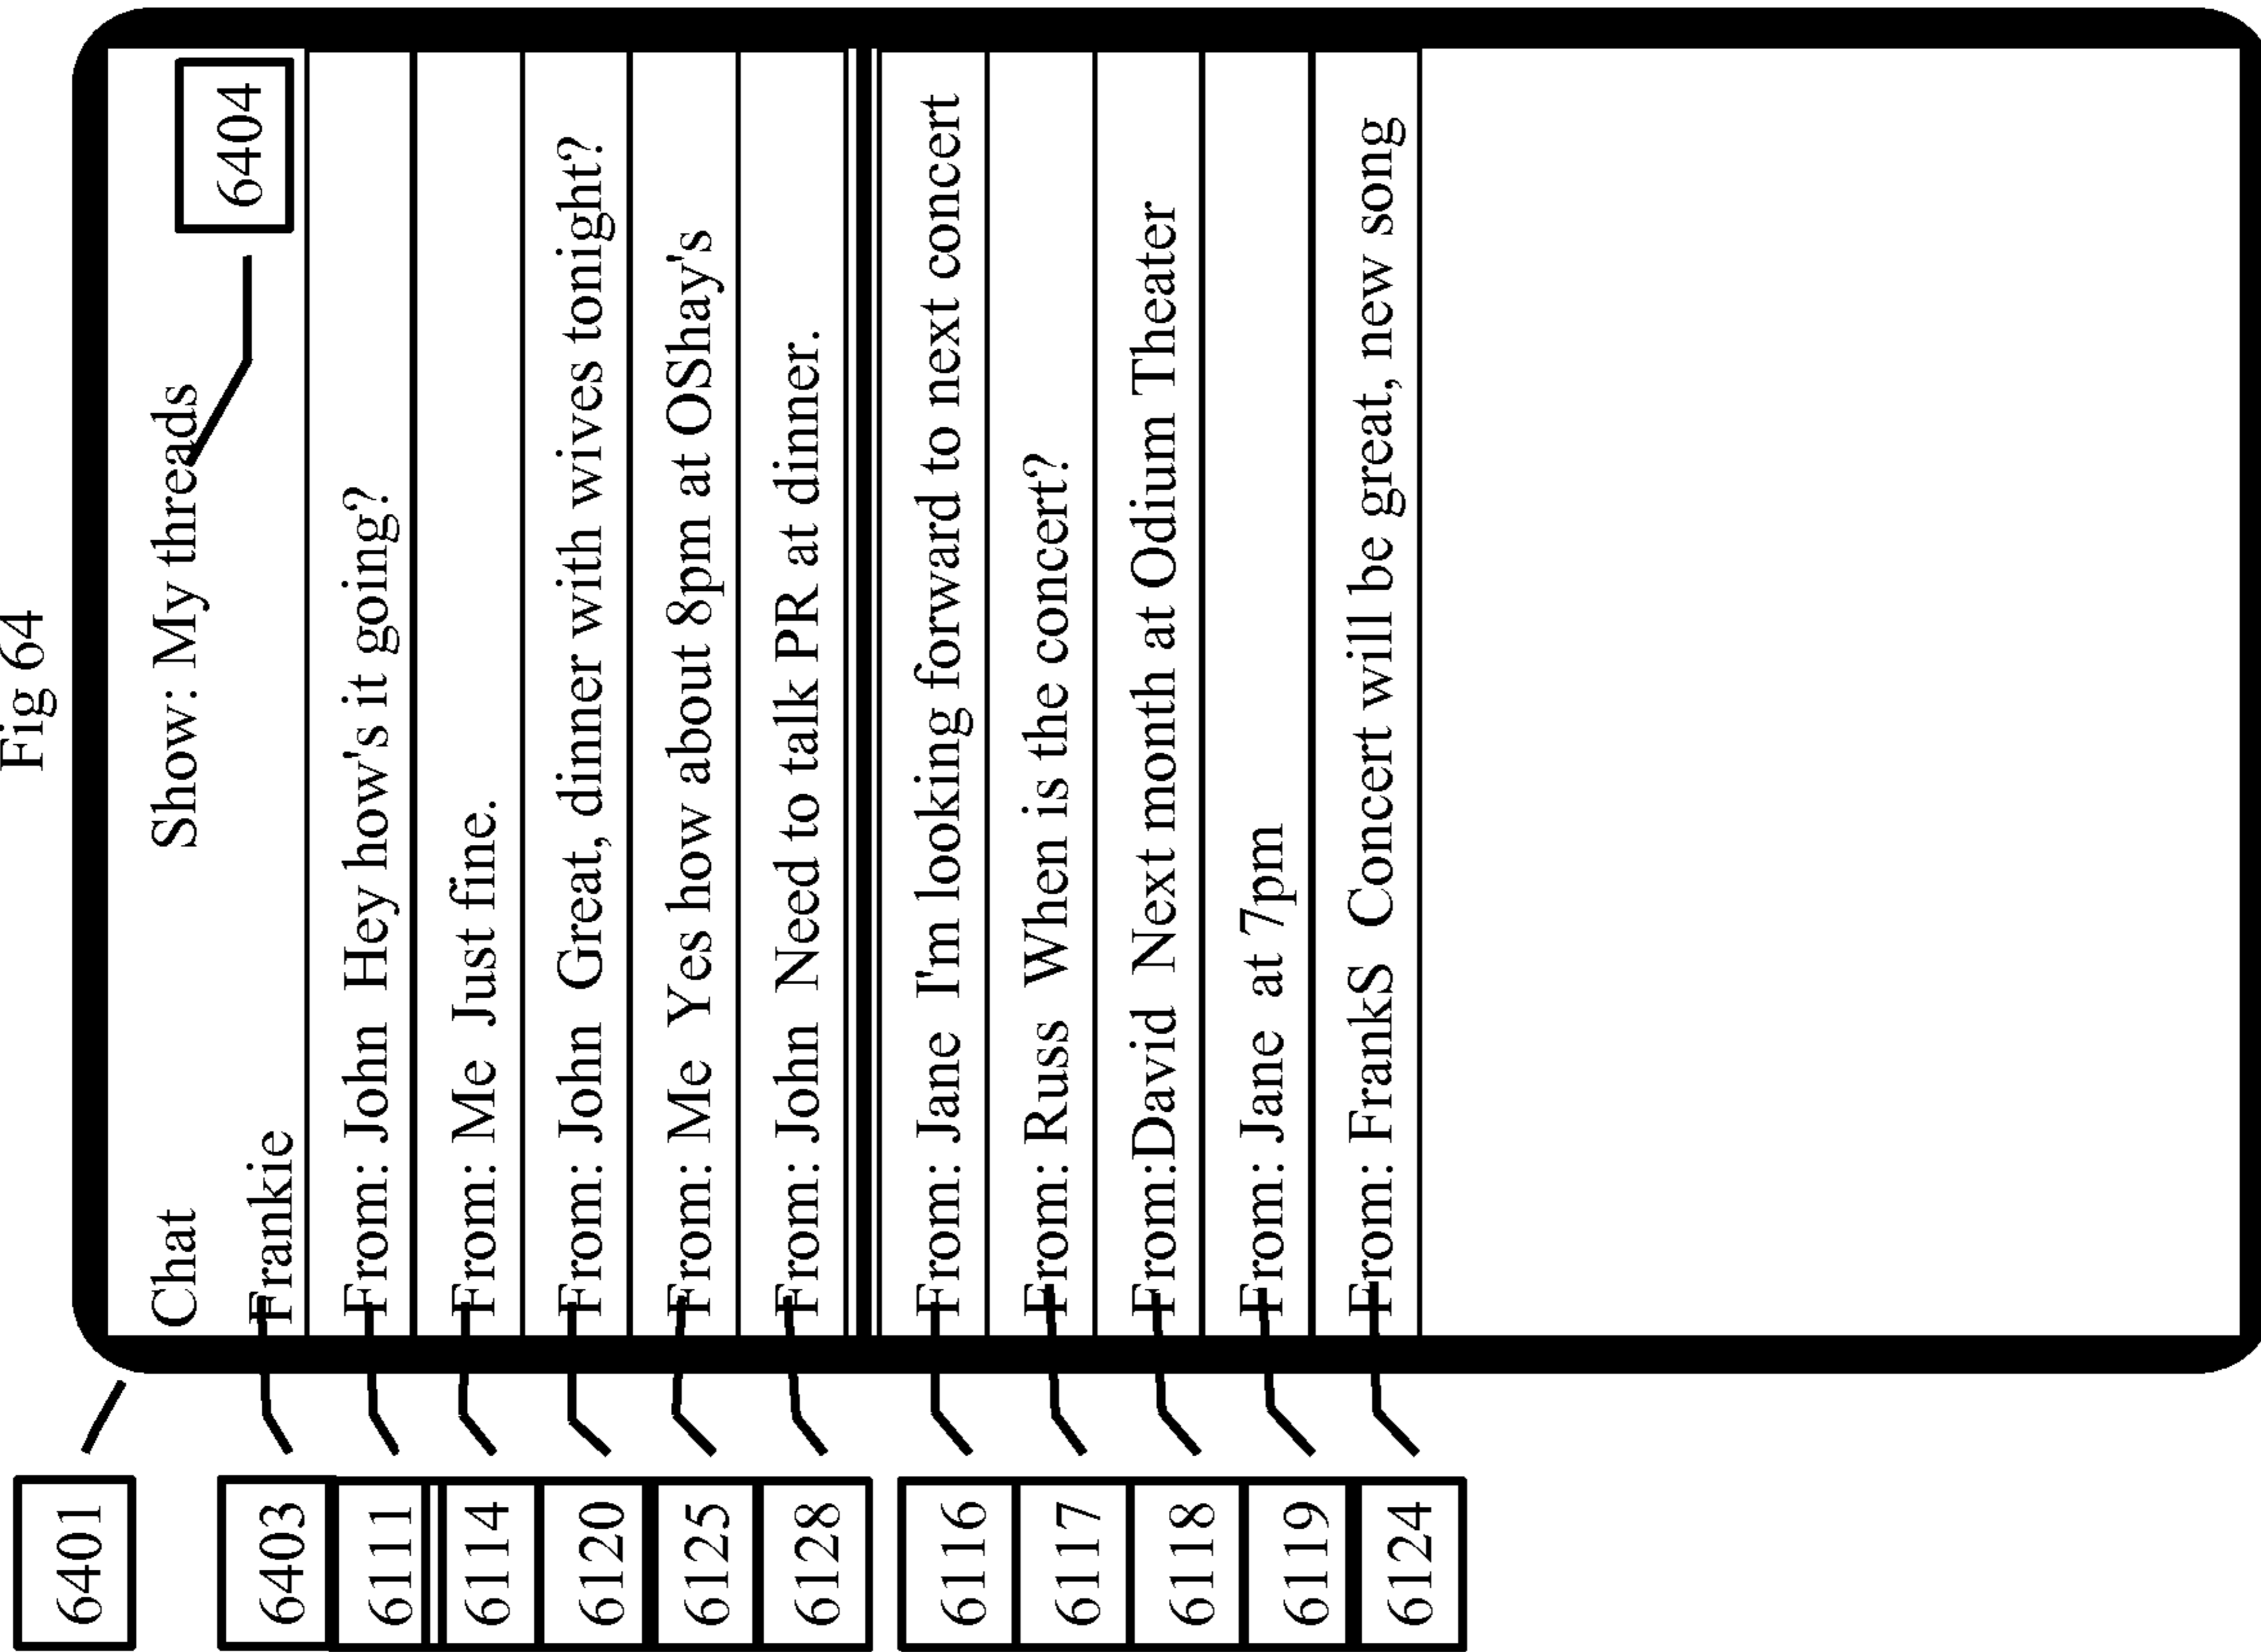 Fig 64
6401
Chat Show: My threads
6403 Frankie 6404
6111 From: John Hey how's it going?
6114 From: Me Just fine.
6120 From: John Great, dinner with wives tonight?
6125 From: Me Yes how about 8pm at OShay's
6128 From: John Need to talk PR at dinner.
6116 From: Jane I'm looking forward to next concert
6117 From: Russ When is the concert?
6118 From:David Next month at Odium Theater
6119 From: Jane at 7pm
6124 From: FrankS Concert will be great, new song